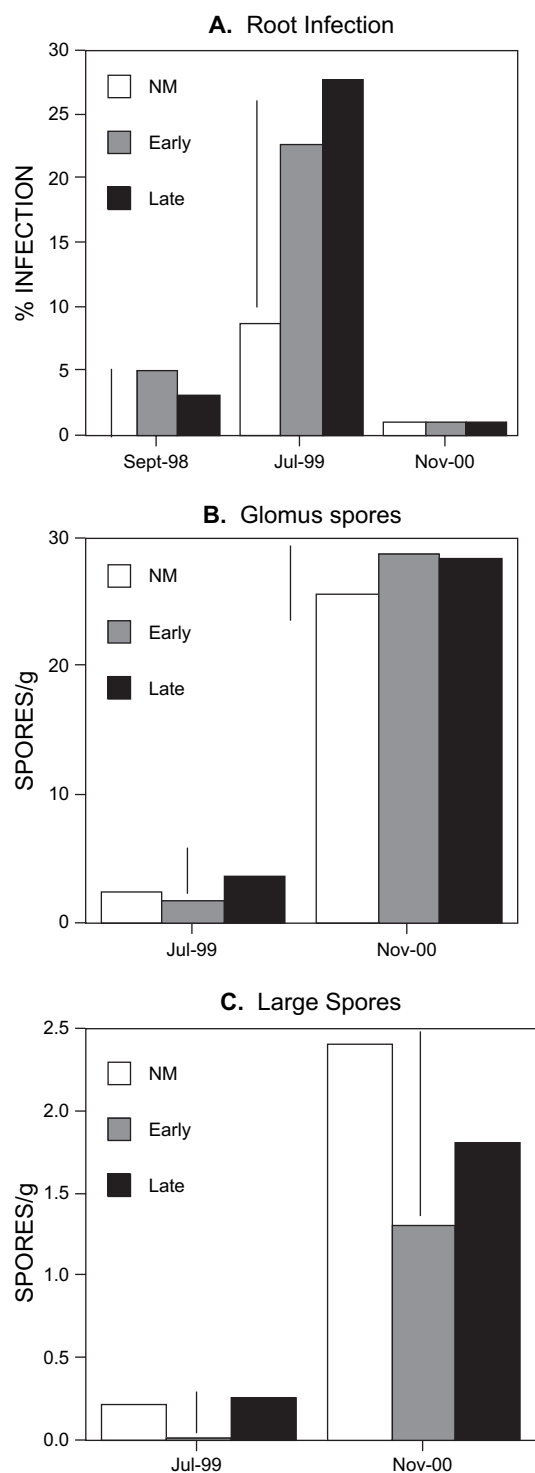 A. Root Infection
30
25
20
15
10
5
0
% INFECTION
NM
Early
Late
Sept-98 Jul-99 Nov-00
B. Glomus spores
30
20
10
0
SPORES/g
NM
Early
Late
Jul-99 Nov-00
C. Large Spores
2.5
2.0
1.5
1.0
0.5
0.0
SPORES/g
NM
Early
Late
Jul-99 Nov-00